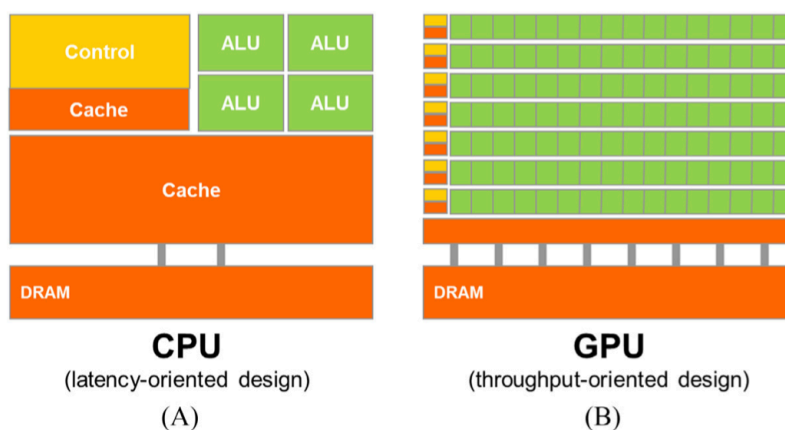 Control
ALU ALU
Cache
ALU ALU
Cache
DRAM
CPU
(latency-oriented design)
(A)
DRAM
GPU
(throughput-oriented design)
(B)